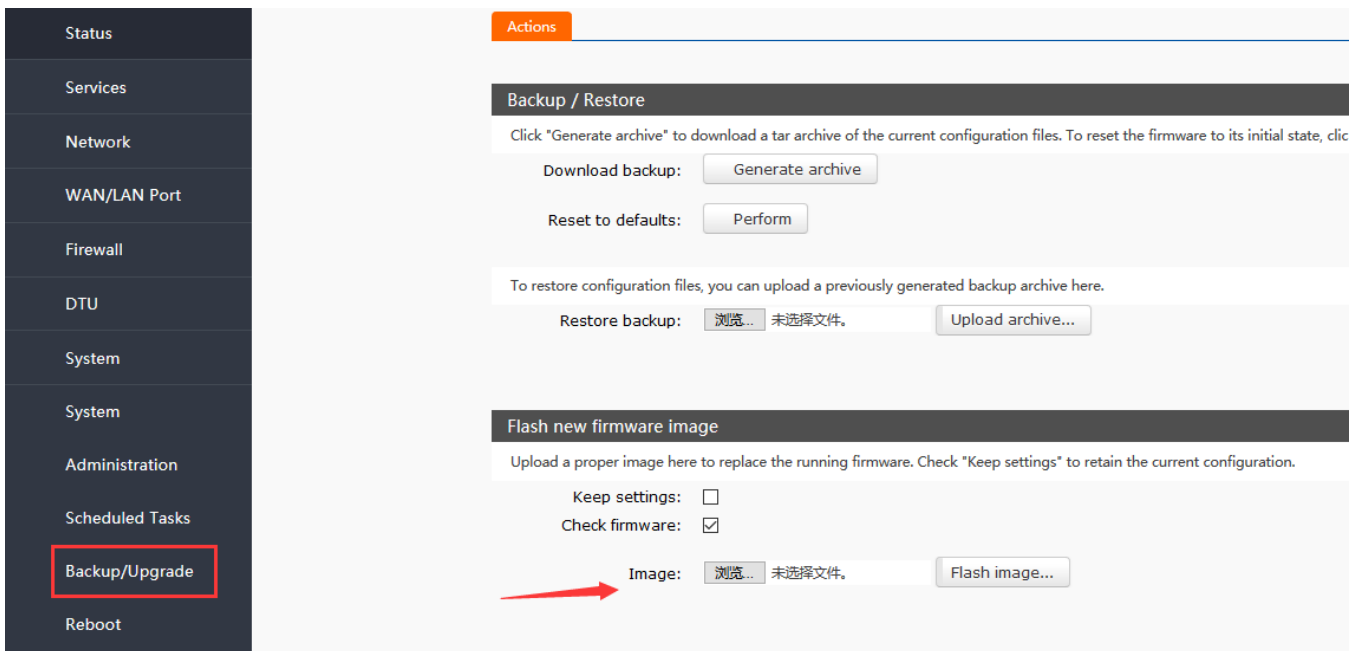 Status
Services
Network
WAN/LAN Port
Firewall
DTU
System
System
Administration
Scheduled Tasks
Backup/Upgrade
Reboot
Actions
Backup / Restore
Click "Generate archive" to download a tar archive of the current configuration files. To reset the firmware to its initial state, clic
Download backup: Generate archive
Reset to defaults: Perform
To restore configuration files, you can upload a previously generated backup archive here.
Restore backup: 浏览... 未选择文件。 Upload archive...
Flash new firmware image
Upload a proper image here to replace the running firmware. Check "Keep settings" to retain the current configuration.
Keep settings:
Check firmware:
Image: 浏览... 未选择文件。 Flash image...